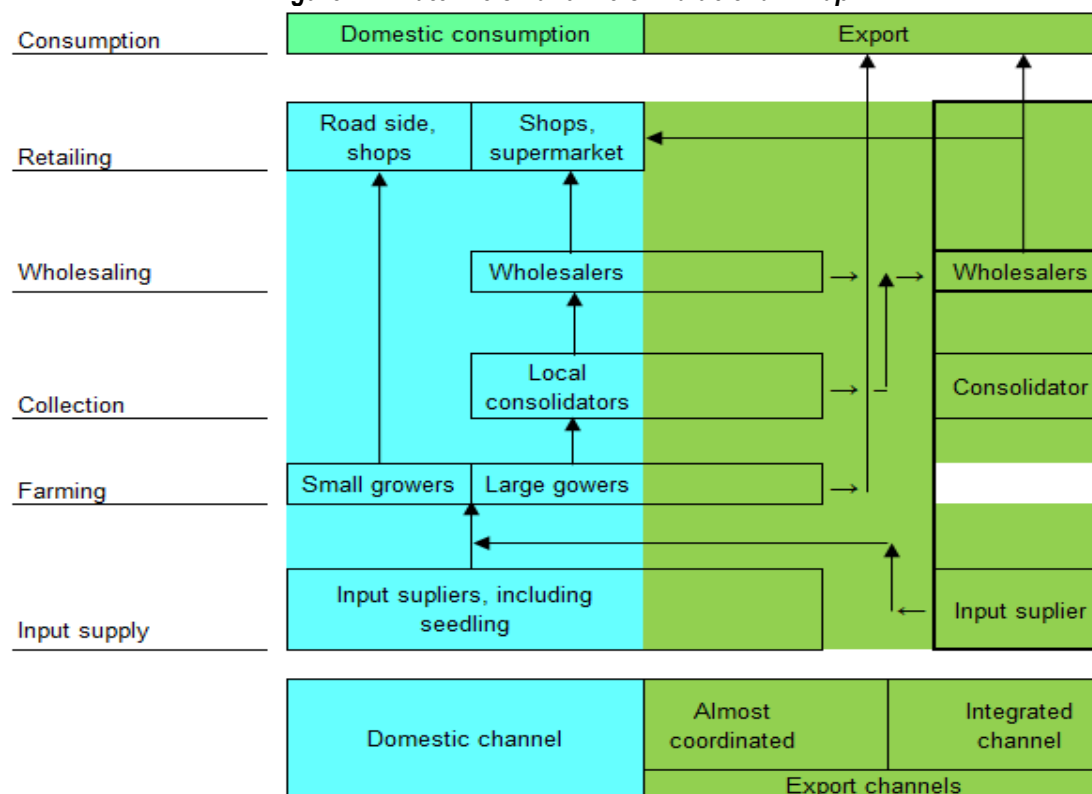 Consumption
Domestic consumption
Export
Retailing
Road side,
shops
Shops,
supermarket
Wholesaling
Wholesalers
Wholesalers
Collection
Local
consolidators
Consolidator
Farming
Small growers
Large gowers
Input supply
Input supliers, including
seedling
Input suplier
Domestic channel
Almost
coordinated
Integrated
channel
Export channels